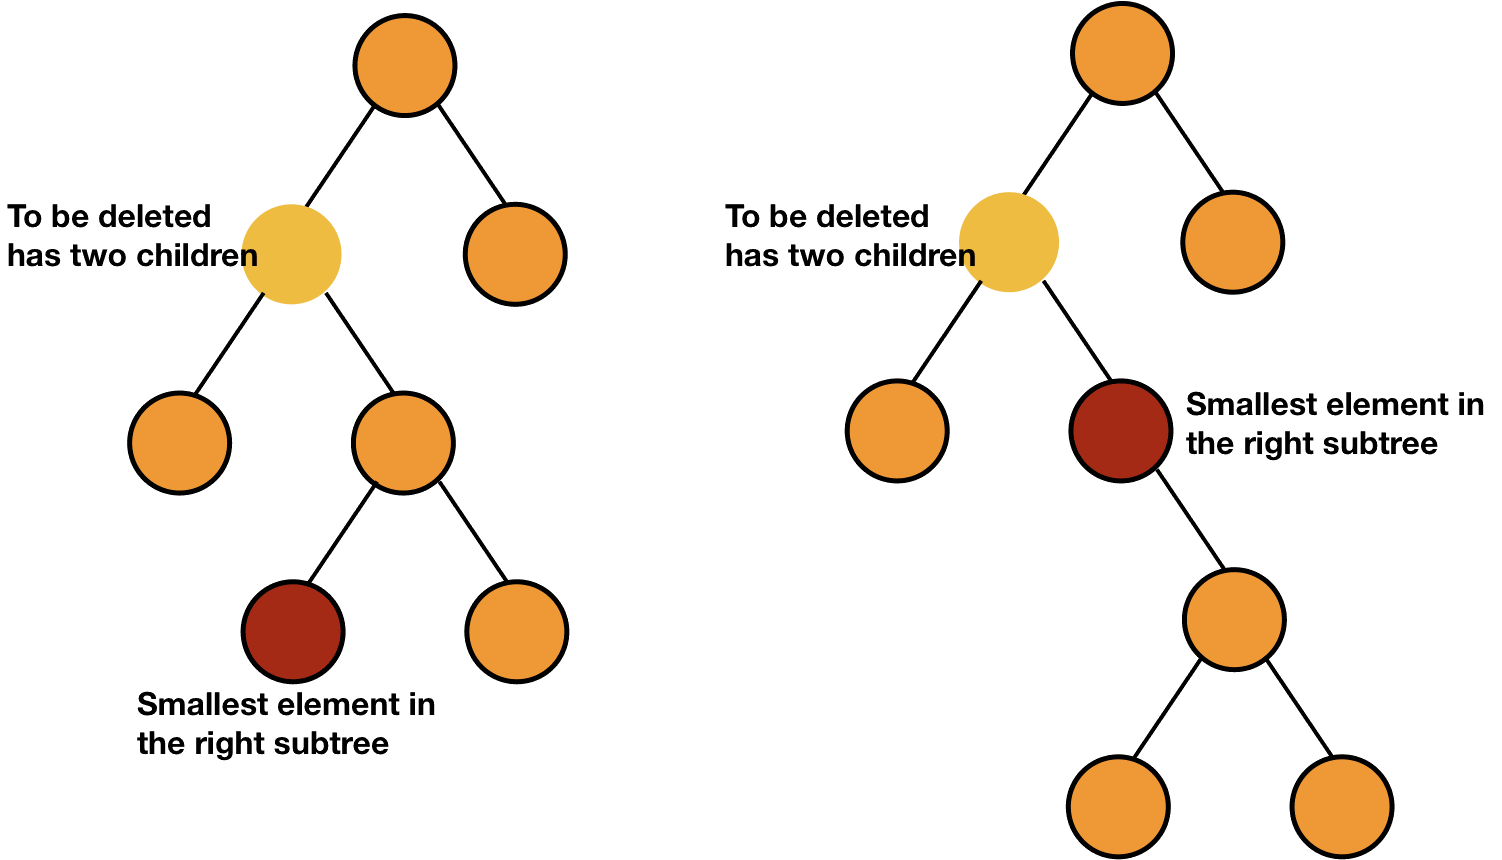 To be deleted
has two children
Smallest element in
the right subtree
To be deleted
has two children
Smallest element in
the right subtree